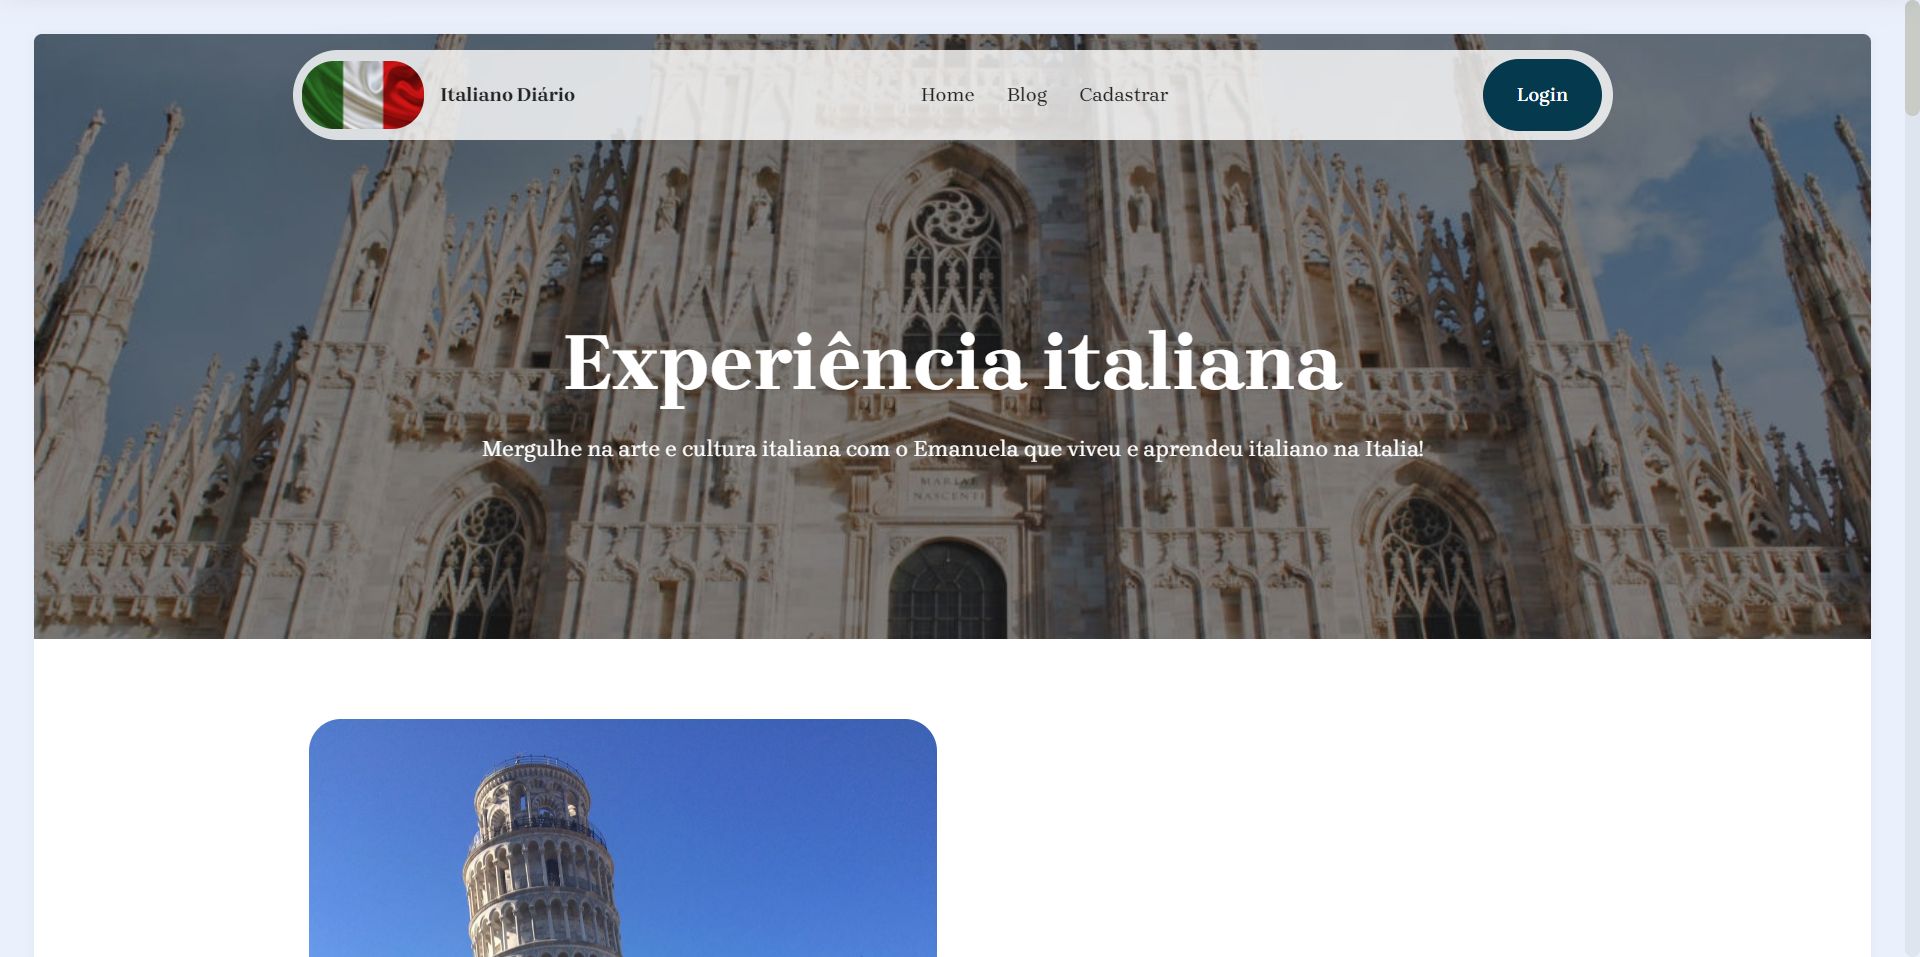 Italiano Diário
Home Blog Cadastrar
Login
Experiência italiana
Mergulhe na arte e cultura italiana com o Emanuela que viveu e aprendeu italiano na Italia!
MARIAE
NASCENTI